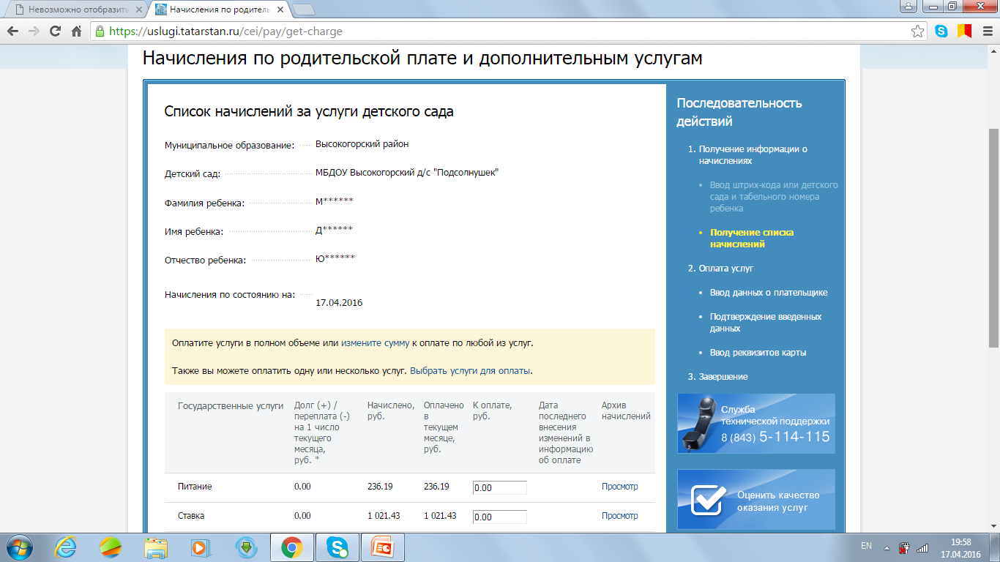 Невозможно отобразить
Начисления по родитель
https://uslugi.tatarstan.ru/cei/pay/get-charge
Начисления по родительской плате и дополнительным услугам
Список начислений за услуги детского сада
Муниципальное образование: Высокогорский район
Детский сад: МБДОУ Высокогорский д/с "Подсолнушек"
Фамилия ребенка: М******
Имя ребенка: Д******
Отчество ребенка: Ю******
Начисления по состоянию на: 17.04.2016
Оплатите услуги в полном объеме или измените сумму к оплате по любой из услуг.
Также вы можете оплатить одну или несколько услуг. Выбрать услуги для оплаты.
Государственные услуги
Долг (+) /
переплата (-)
на 1 число
текущего
месяца,
руб. *
Начислено,
руб.
Оплачено
в
текущем
месяце,
руб.
К оплате,
руб.
Дата
последнего
внесения
изменений в
информацию
об оплате
Архив
начислений
Питание 0.00 236.19 236.19 0.00 Просмотр
Ставка 0.00 1 021.43 1 021.43 0.00 Просмотр
Последовательность
действий
1. Получение информации о
начислениях
• Ввод штрих-кода или детского
сада и табельного номера
ребенка
• Получение списка
начислений
2. Оплата услуг
• Ввод данных о плательщике
• Подтверждение введенных
данных
• Ввод реквизитов карты
3. Завершение
Служба
технической поддержки
8 (843) 5-114-115
Оценить качество
оказания услуг
EN
19:58
17.04.2016